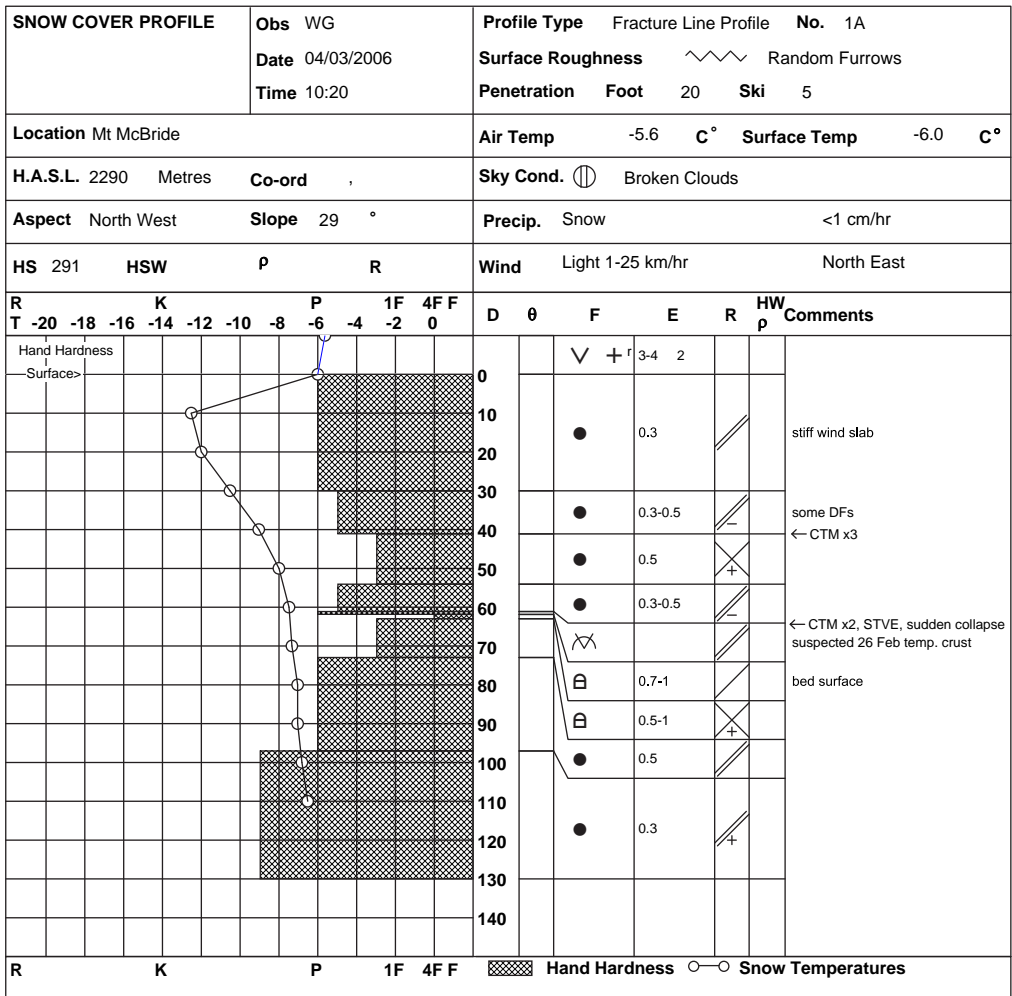 SNOW COVER PROFILE
Obs WG
Date 04/03/2006
Time 10:20
Profile Type Fracture Line Profile No. 1A
Surface Roughness Random Furrows
Penetration Foot 20 Ski 5
Location Mt McBride
Air Temp -5.6 C° Surface Temp -6.0 C°
H.A.S.L. 2290 Metres Co-ord ,
Sky Cond. Broken Clouds
Aspect North West Slope 29 °
Precip. Snow <1 cm/hr
HS 291 HSW ρ R
Wind Light 1-25 km/hr North East
R K P 1F 4F F
T -20 -18 -16 -14 -12 -10 -8 -6 -4 -2 0
D θ F E R HW ρ Comments
Hand Hardness
Surface>
r 3-4 2
0
10
0.3 stiff wind slab
20
30
0.3-0.5 some DFs
40
CTM x3
50
0.5
60
0.3-0.5
CTM x2, STVE, sudden collapse
suspected 26 Feb temp. crust
70
80
0.7-1 bed surface
90
0.5-1
100
0.5
110
0.3
120
130
140
R K P 1F 4F F
Hand Hardness Snow Temperatures